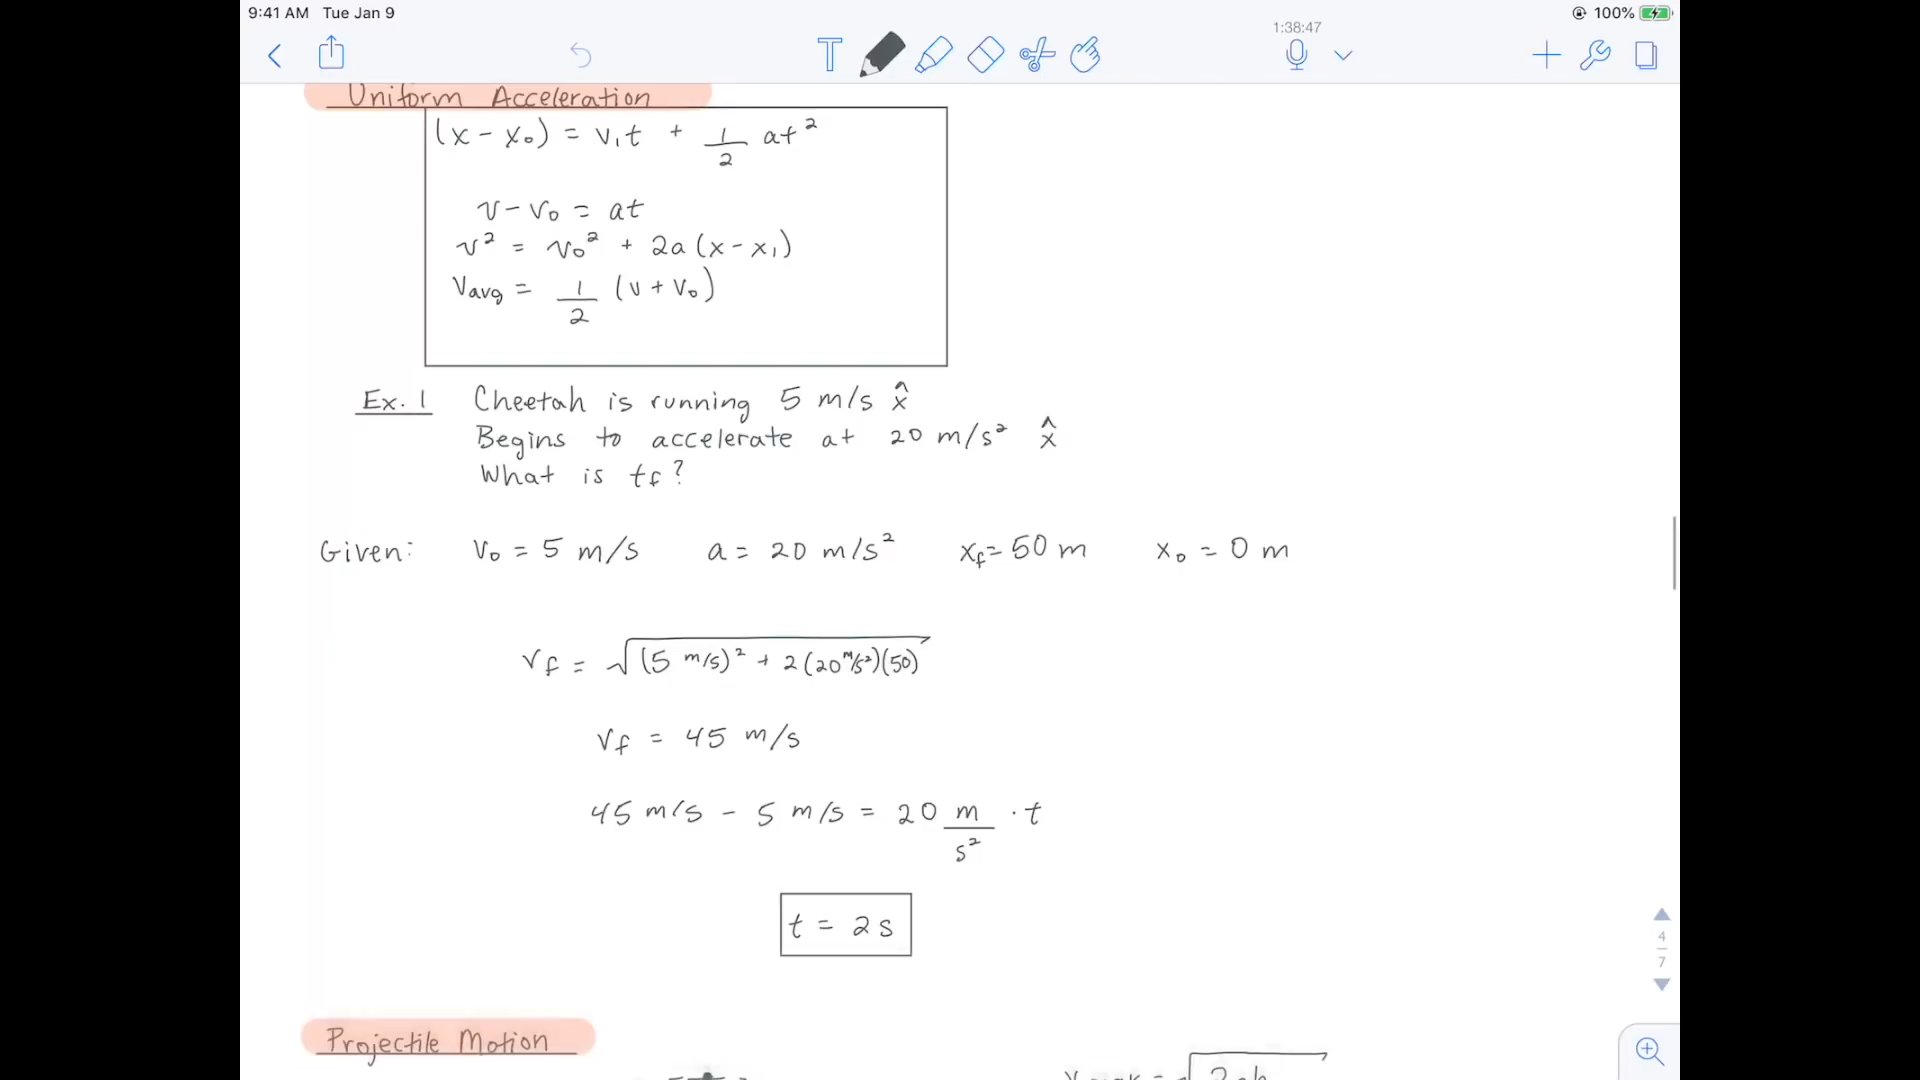 9:41 AM Tue Jan 9
100%
1:38:47
T
Uniform Acceleration
(x - x₀) = v₁t + 1/2 at²
v - v₀ = at
v² = v₀² + 2a (x - x₁)
Vavg = 1/2 (v + v₀)
Ex. 1 Cheetah is running 5 m/s x̂
Begins to accelerate at 20 m/s² x̂
What is tf?
Given: v₀ = 5 m/s a = 20 m/s² xf = 50 m x₀ = 0 m
vf = √((5 m/s)² + 2(20 m/s²)(50))
vf = 45 m/s
45 m/s - 5 m/s = 20 m/s² · t
t = 2 s
4
7
Projectile Motion